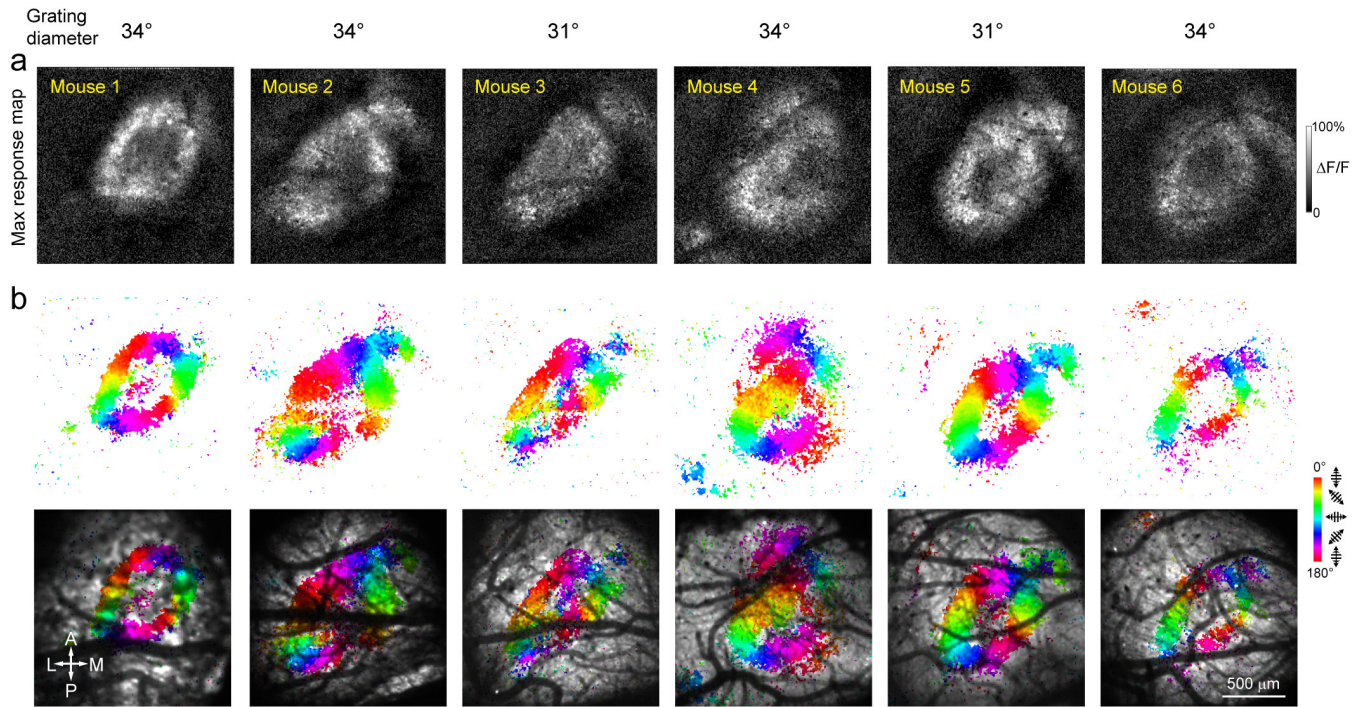 Grating
diameter
34° 34° 31° 34° 31° 34°
a
Max response map
Mouse 1 Mouse 2 Mouse 3 Mouse 4 Mouse 5 Mouse 6
100%
ΔF/F
0
b
0°
180°
A
L M
P
500 μm